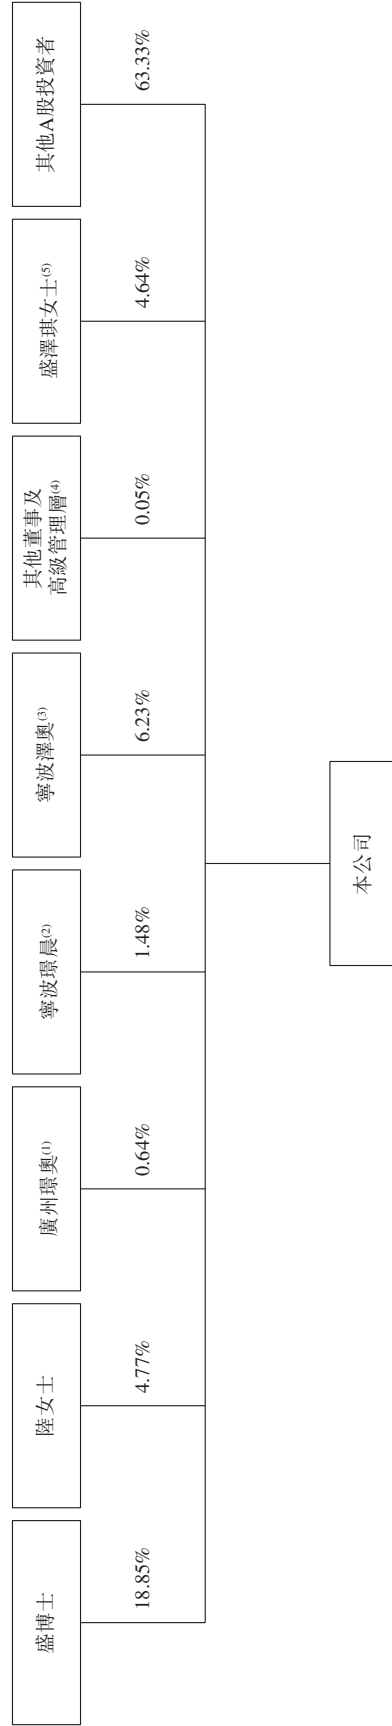 盛博士
陸女士
廣州璟奧(1)
寧波璟晨(2)
寧波澤奧(3)
其他董事及
高級管理層(4)
盛澤琪女士(5)
其他A股投資者
18.85%
4.77%
0.64%
1.48%
6.23%
0.05%
4.64%
63.33%
本公司